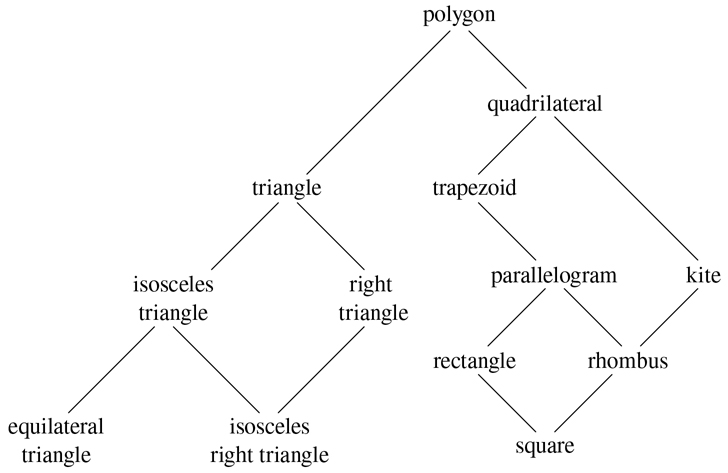 polygon
quadrilateral
triangle
trapezoid
isosceles
triangle
right
triangle
parallelogram
kite
rectangle
rhombus
equilateral
triangle
isosceles
right triangle
square